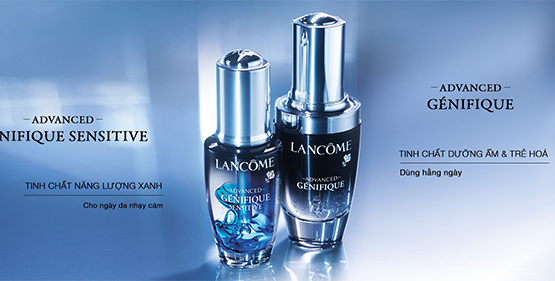 – ADVANCED –
NIFIQUE SENSITIVE
TINH CHẤT NĂNG LƯỢNG XANH
Cho ngày da nhạy cảm
LANCÔME
– ADVANCED –
GÉNIFIQUE
SENSITIVE
LANCÔME
– ADVANCED –
GÉNIFIQUE
– ADVANCED –
GÉNIFIQUE
TINH CHẤT DƯỠNG ẨM & TRẺ HOÁ
Dùng hằng ngày